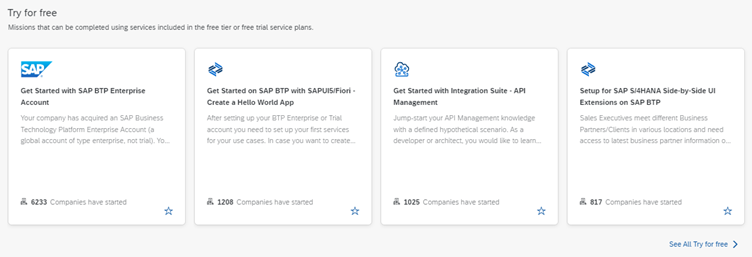 Try for free
Missions that can be completed using services included in the free tier or free trial service plans.
SAP
Get Started with SAP BTP Enterprise
Account
Your company has acquired an SAP Business
Technology Platform Enterprise Account (a
global account of type enterprise, not trial). Yo...
6233 Companies have started
Get Started on SAP BTP with SAPUI5/Fiori -
Create a Hello World App
After setting up your BTP Enterprise or Trial
account you need to set up your first services
for your use cases. In case you want to create...
1208 Companies have started
Get Started with Integration Suite - API
Management
Jump-start your API Management knowledge
with a defined hypothetical scenario. As a
developer or architect, you would like to learn...
1025 Companies have started
Setup for SAP S/4HANA Side-by-Side UI
Extensions on SAP BTP
Sales Executives meet different Business
Partners/Clients in various locations and need
access to latest business partner information o...
817 Companies have started
See All Try for free